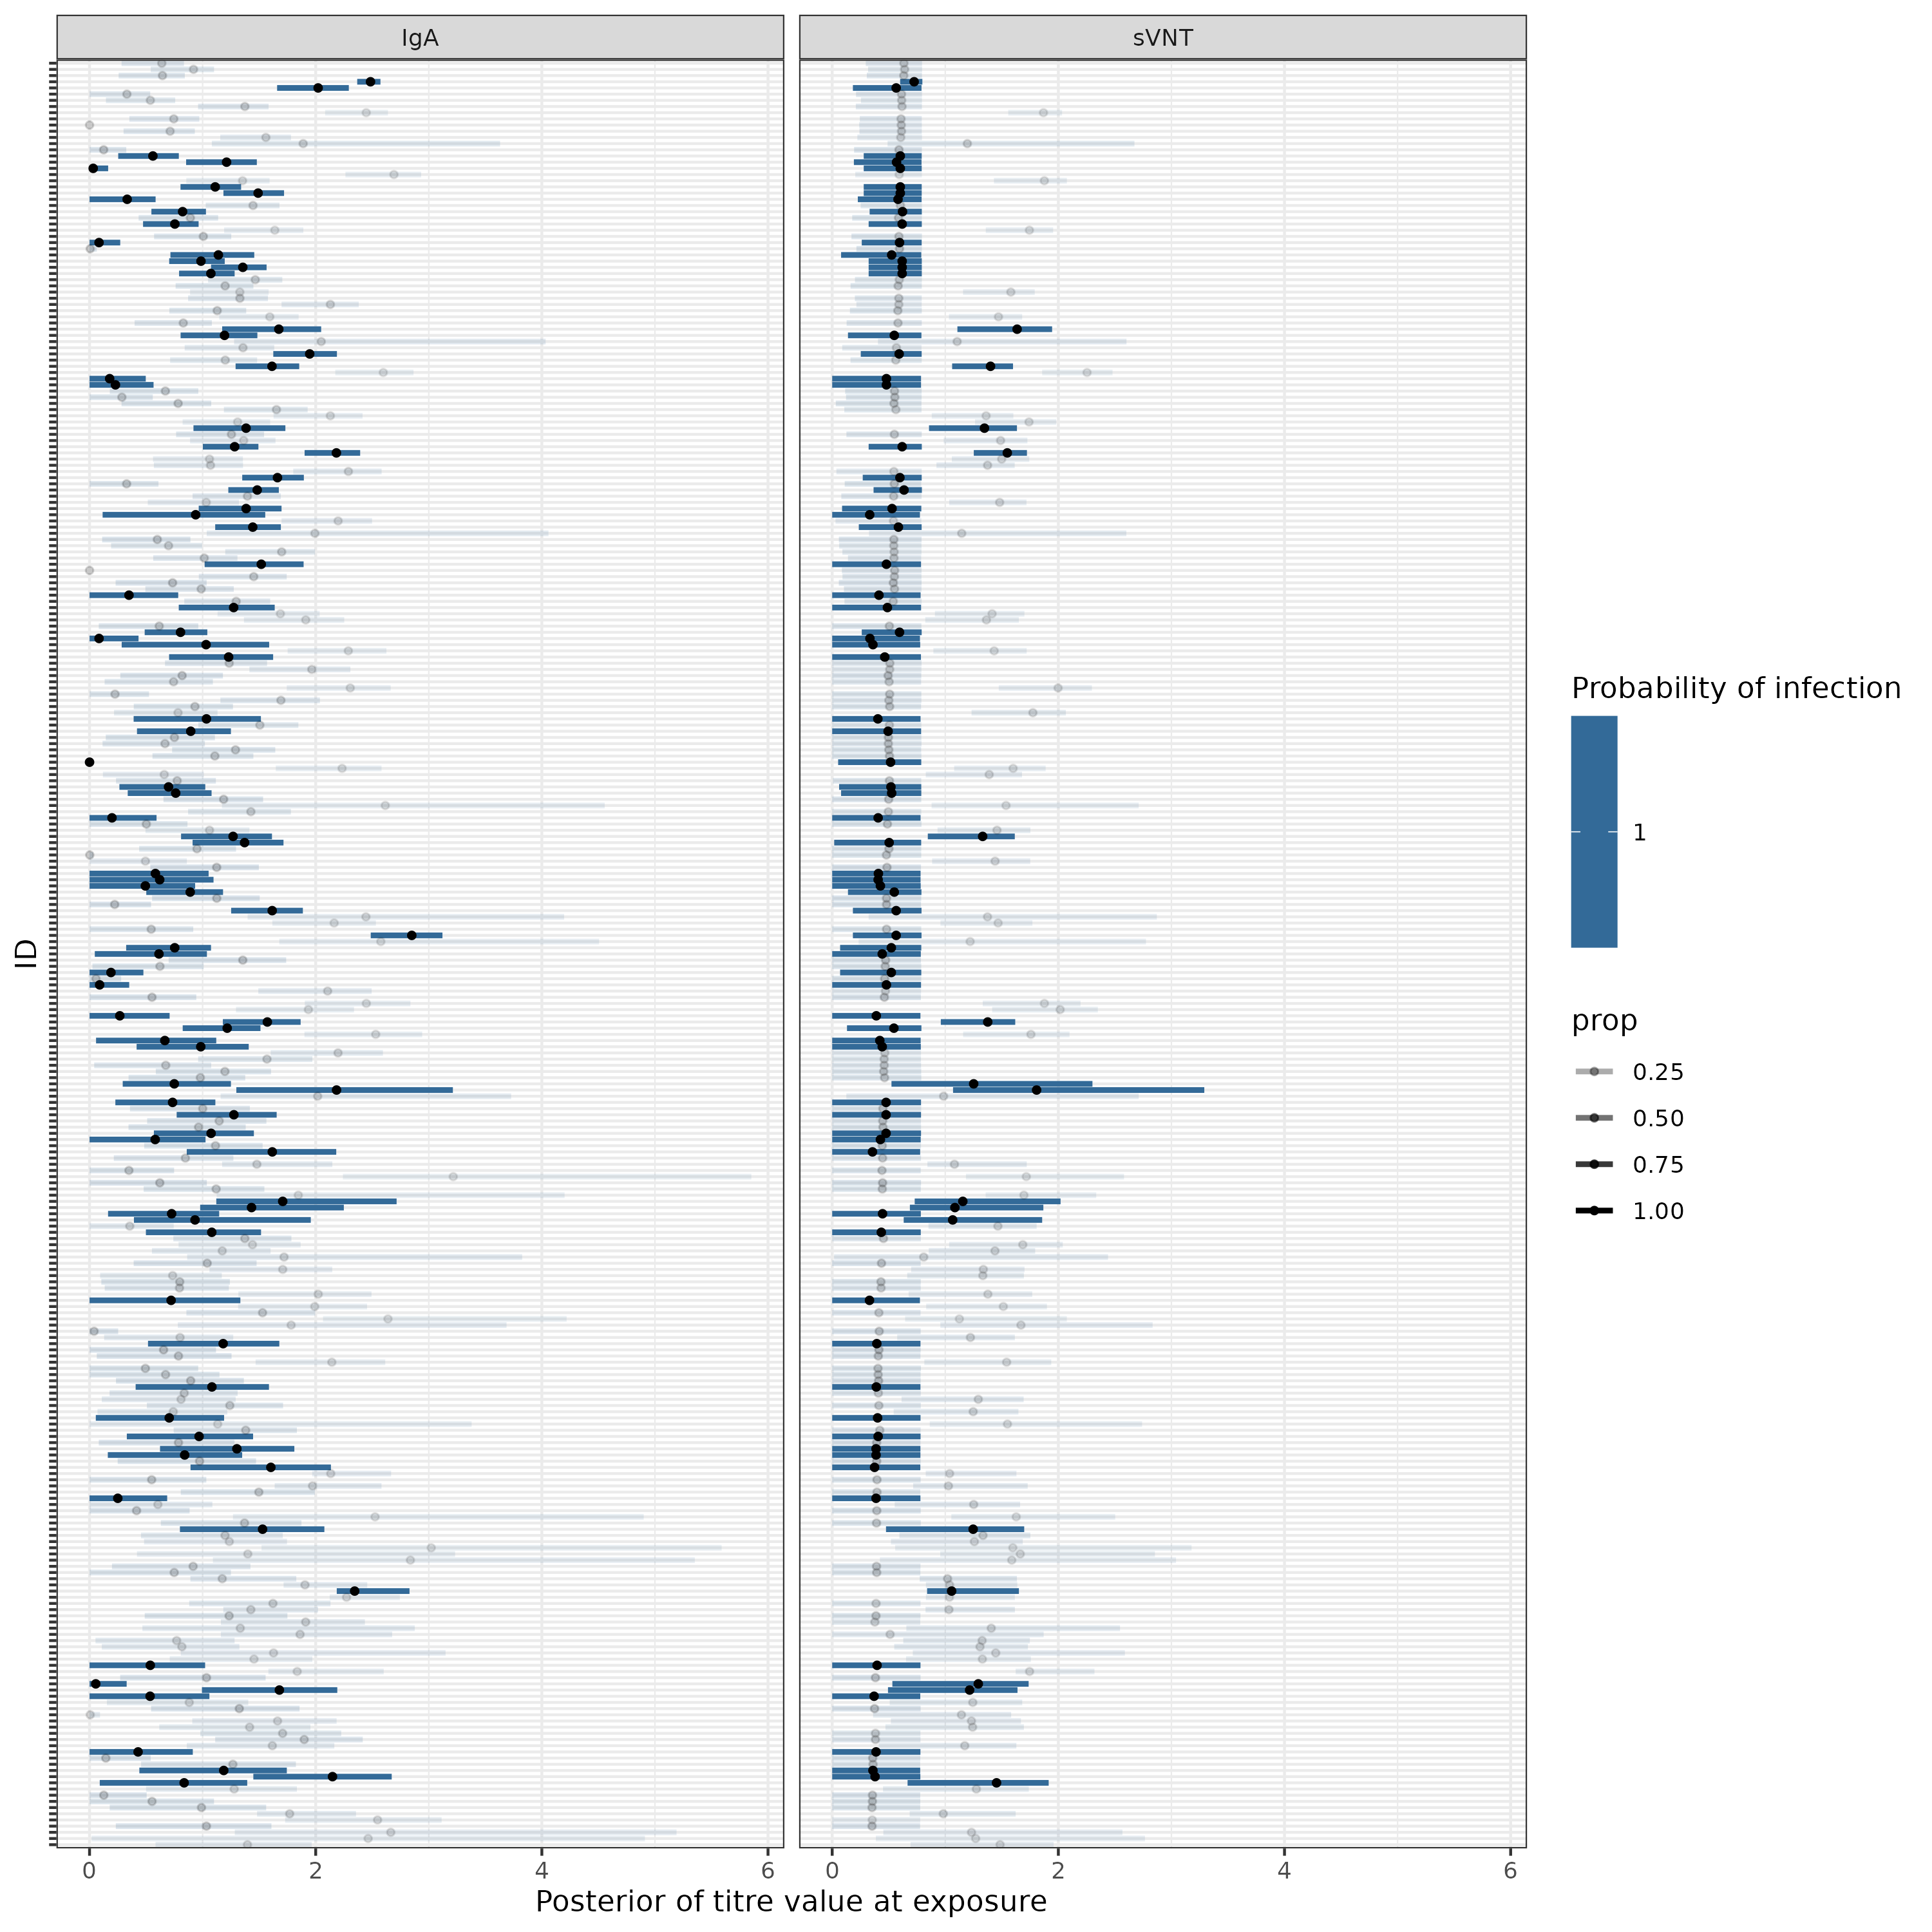 IgA
sVNT
ID
0 2 4 6
0 2 4 6
Posterior of titre value at exposure
Probability of infection
1
prop
0.25
0.50
0.75
1.00